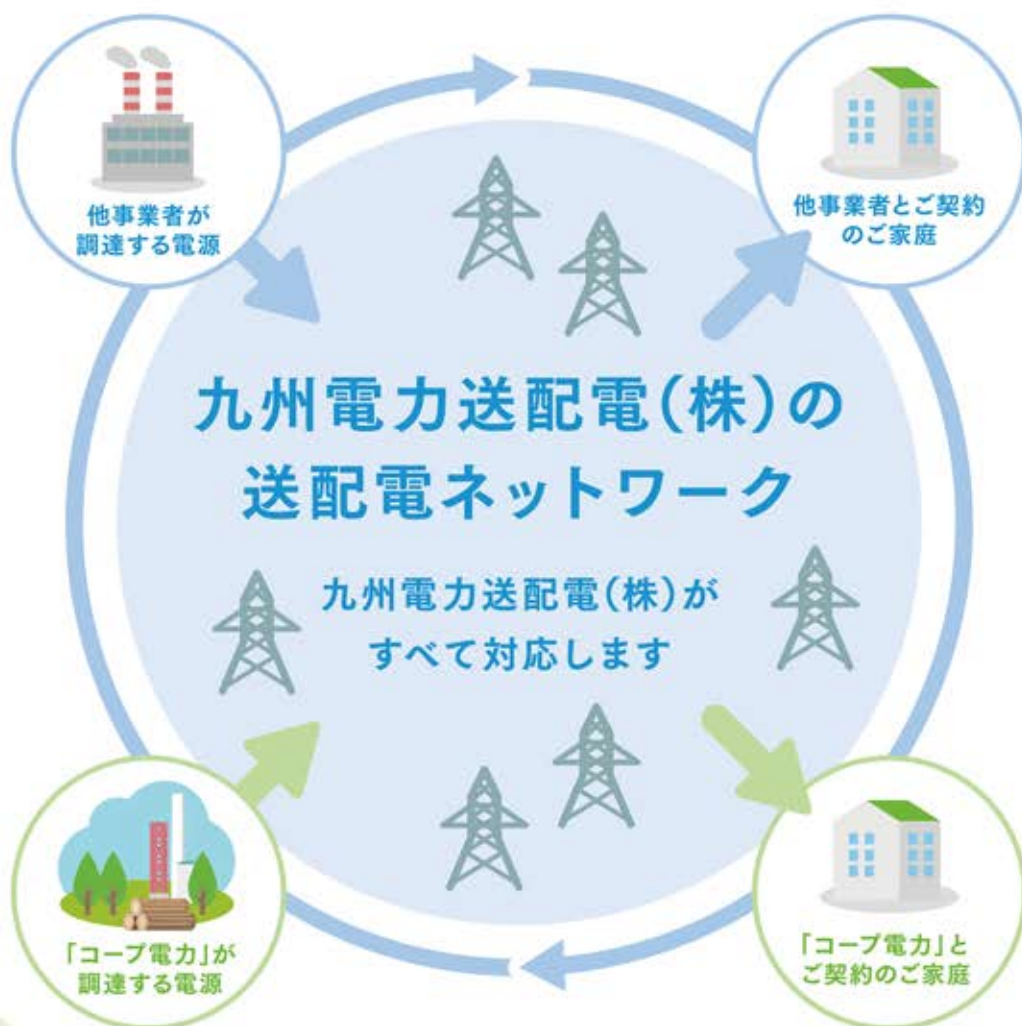 他事業者が
調達する電源
他事業者とご契約
のご家庭
九州電力送配電(株)の
送配電ネットワーク
九州電力送配電(株)が
すべて対応します
「コープ電力」が
調達する電源
「コープ電力」と
ご契約のご家庭